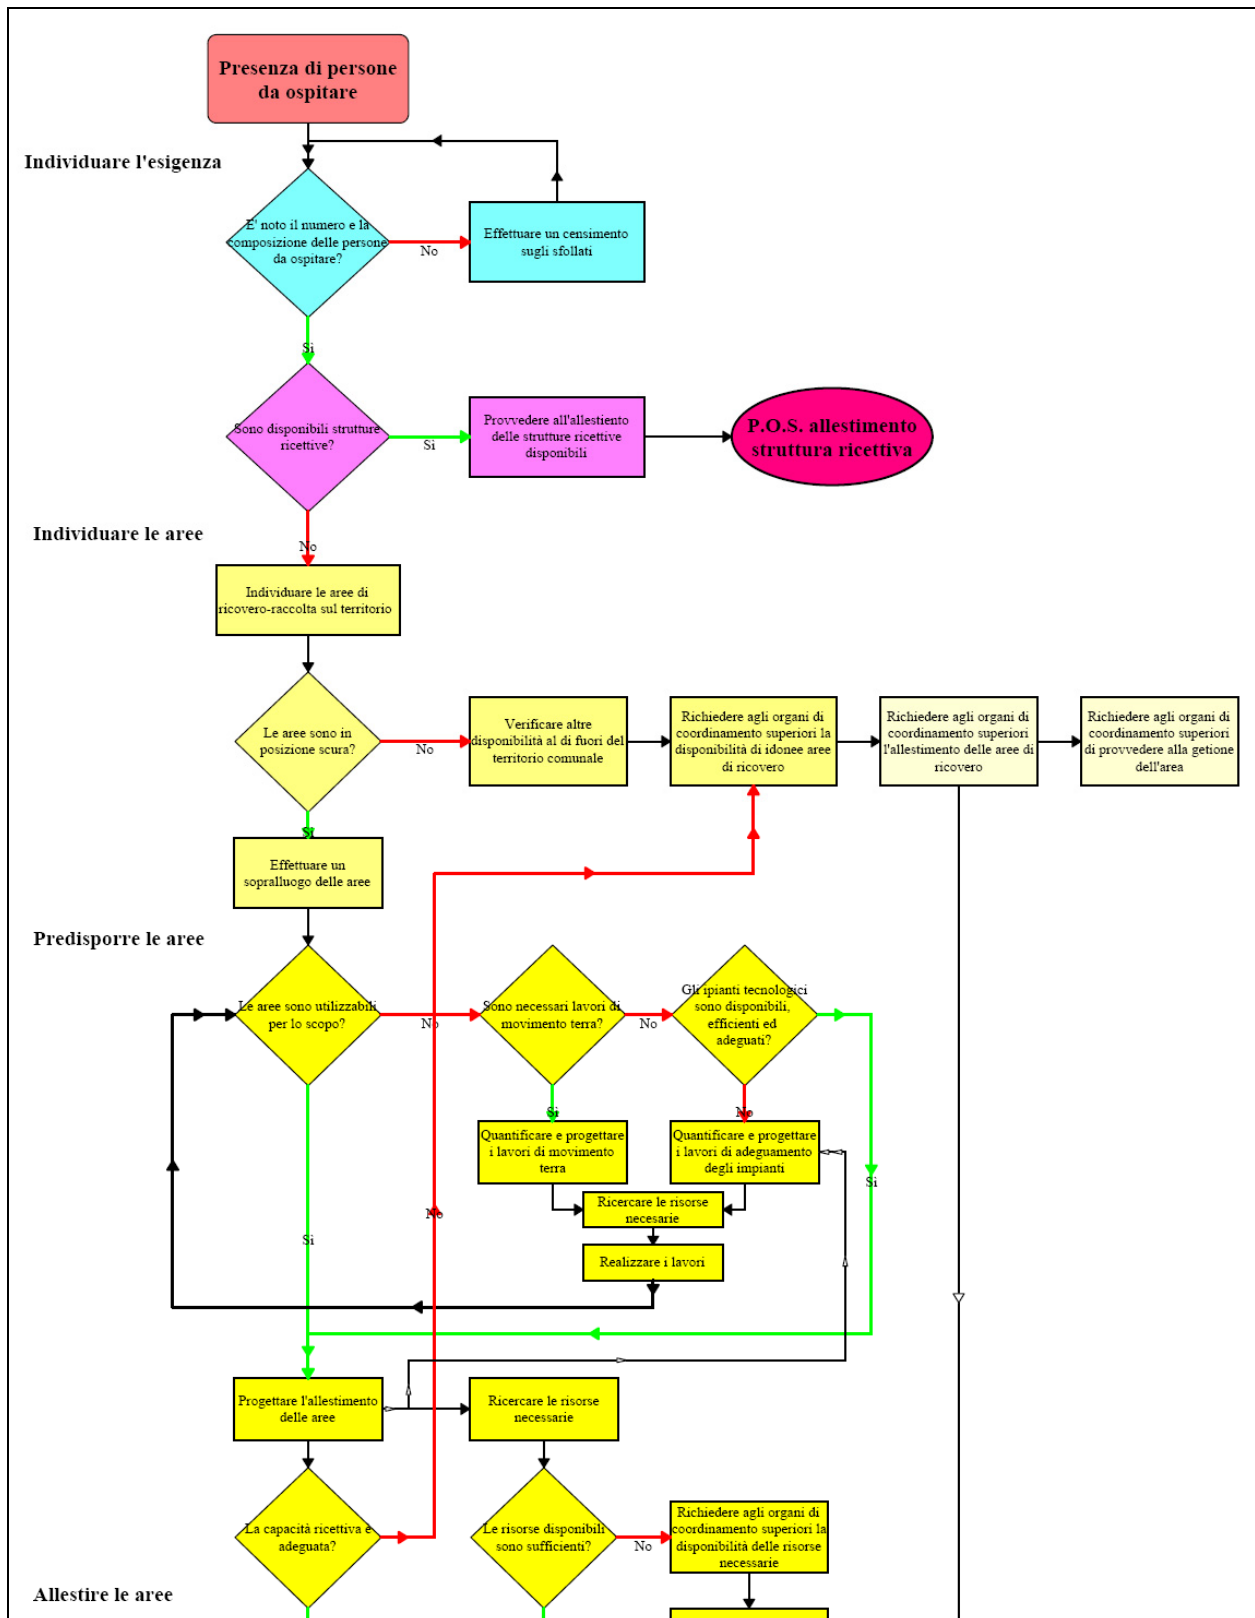 Presenza di persone
da ospitare
Individuare l'esigenza
E' noto il numero e la
composizione delle persone
da ospitare?
No
Effettuare un censimento
sugli sfollati
Si
Sono disponibili strutture
ricettive?
Si
Provvedere all'allestiento
delle strutture ricettive
disponibili
P.O.S. allestimento
struttura ricettiva
Individuare le aree
No
Individuare le aree di
ricovero-raccolta sul territorio
Le aree sono in
posizione scura?
No
Verificare altre
disponibilità al di fuori del
territorio comunale
Richiedere agli organi di
coordinamento superiori la
disponibilità di idonee aree
di ricovero
Richiedere agli organi di
coordinamento superiori
l'allestimento delle aree di
ricovero
Richiedere agli organi di
coordinamento superiori
di provvedere alla getione
dell'area
Si
Effettuare un
sopralluogo delle aree
Predisporre le aree
Le aree sono utilizzabili
per lo scopo?
No
Sono necessari lavori di
movimento terra?
No
Gli ipianti tecnologici
sono disponibili,
efficienti ed
adeguati?
Si
No
Quantificare e progettare
i lavori di movimento
terra
Quantificare e progettare
i lavori di adeguamento
degli impianti
Si
Ricercare le risorse
necesarie
No
Si
Realizzare i lavori
Progettare l'allestimento
delle aree
Ricercare le risorse
necessarie
La capacità ricettiva è
adeguata?
Le risorse disponibili
sono sufficienti?
No
Richiedere agli organi di
coordinamento superiori la
disponibilità delle risorse
necessarie
Allestire le aree